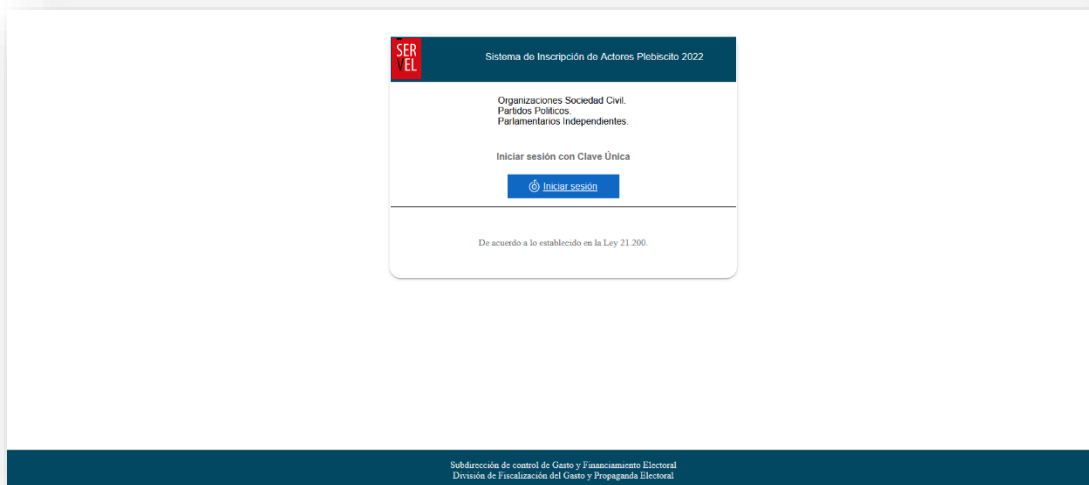 SER
VEL
Sistema de Inscripción de Actores Plebiscito 2022
Organizaciones Sociedad Civil.
Partidos Políticos.
Parlamentarios Independientes.
Iniciar sesión con Clave Única
Iniciar sesión
De acuerdo a lo establecido en la Ley 21.200.
Subdirección de control de Gasto y Financiamiento Electoral
División de Fiscalización del Gasto y Propaganda Electoral